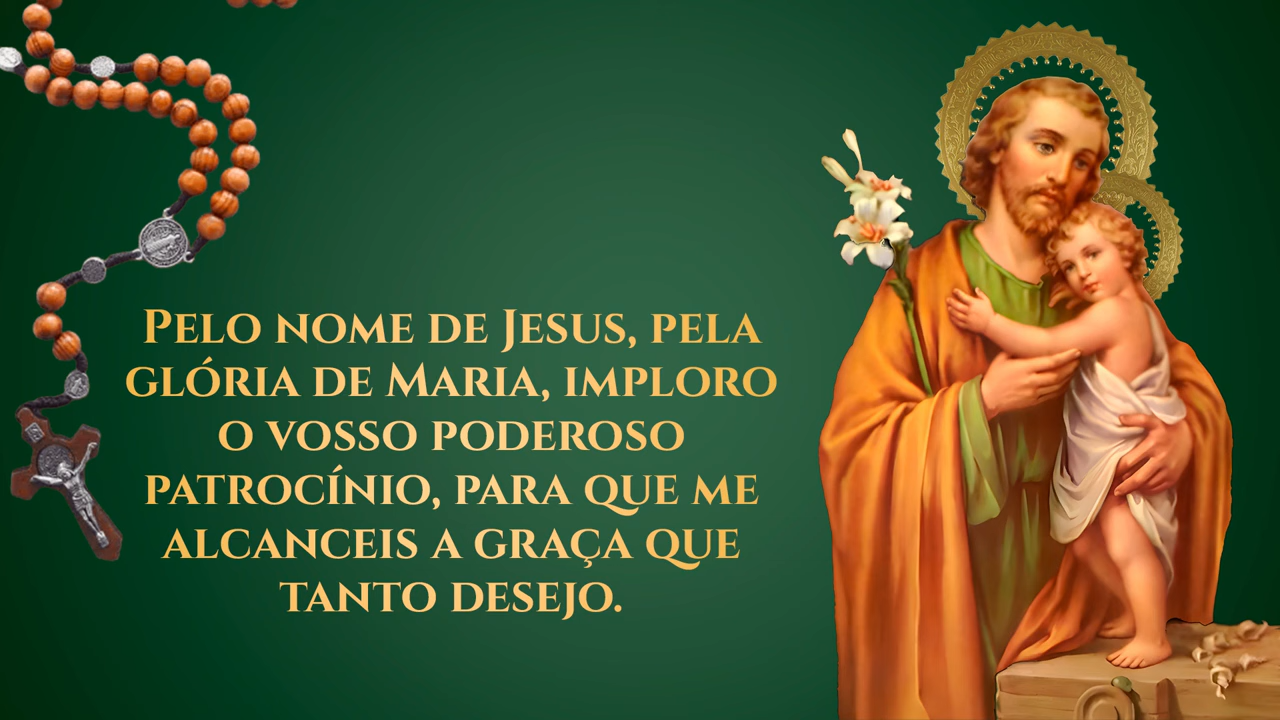 Pelo nome de Jesus, pela
glória de Maria, imploro
o vosso poderoso
patrocínio, para que me
alcanceis a graça que
tanto desejo.